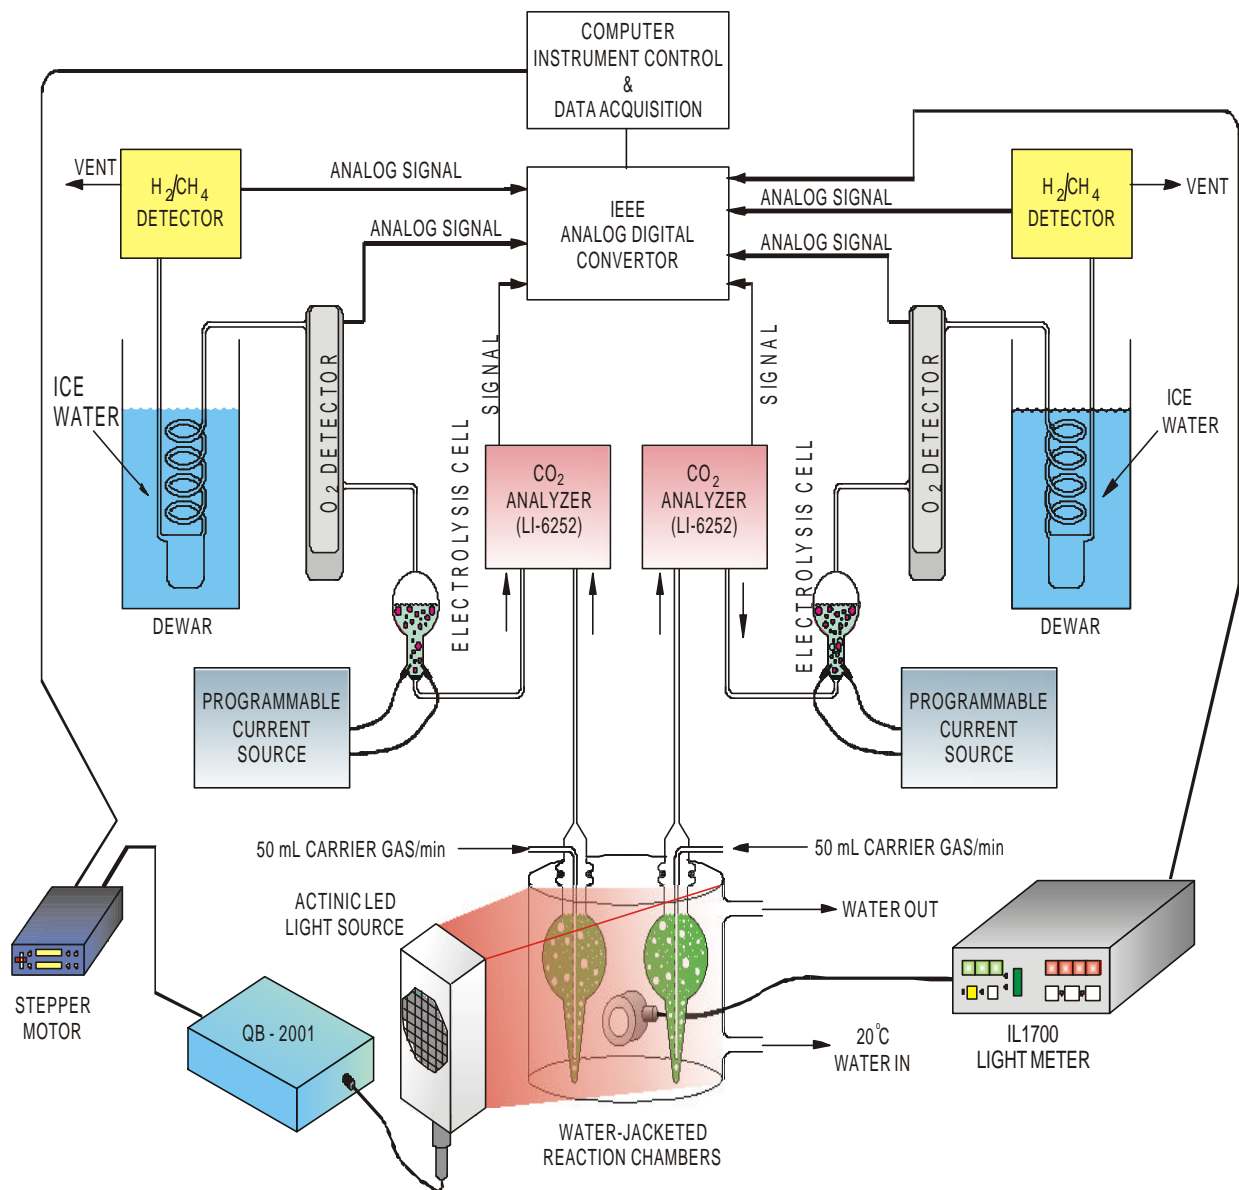 COMPUTER
INSTRUMENT CONTROL
&
DATA ACQUISITION
VENT
H2/CH4
DETECTOR
ANALOG SIGNAL
ANALOG SIGNAL
IEEE
ANALOG DIGITAL
CONVERTOR
ANALOG SIGNAL
ANALOG SIGNAL
H2/CH4
DETECTOR
VENT
ICE
WATER
O2 DETECTOR
SIGNAL
SIGNAL
O2 DETECTOR
ICE
WATER
ELECTROLYSIS CELL
CO2
ANALYZER
(LI-6252)
CO2
ANALYZER
(LI-6252)
ELECTROLYSIS CELL
DEWAR
DEWAR
PROGRAMMABLE
CURRENT
SOURCE
PROGRAMMABLE
CURRENT
SOURCE
50 mL CARRIER GAS/min
50 mL CARRIER GAS/min
ACTINIC LED
LIGHT SOURCE
WATER OUT
STEPPER
MOTOR
QB - 2001
20°C
WATER IN
IL1700
LIGHT METER
WATER-JACKETED
REACTION CHAMBERS